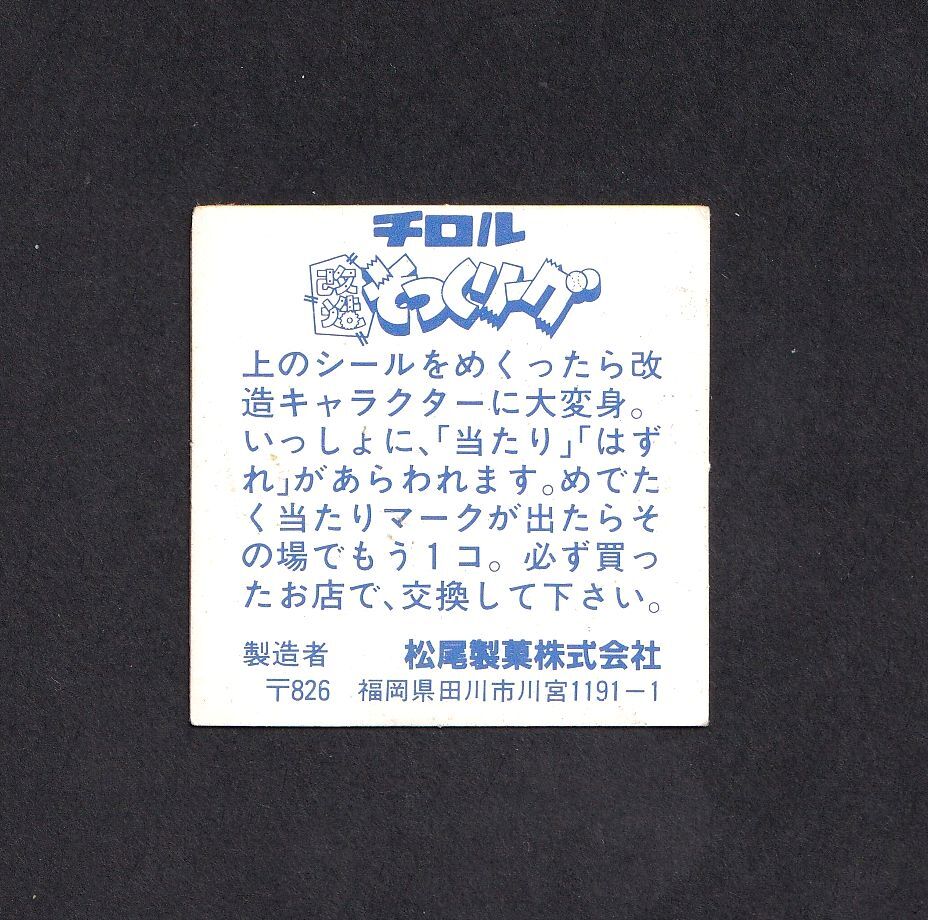 チロル
改造そっくリーグ
上のシールをめくったら改
造キャラクターに大変身。
いっしょに、「当たり」「はず
れ」があらわれます。めでた
く当たりマークが出たらそ
の場でもう1コ。必ず買っ
たお店で、交換して下さい。
製造者 松尾製菓株式会社
〒826 福岡県田川市川宮1191-1